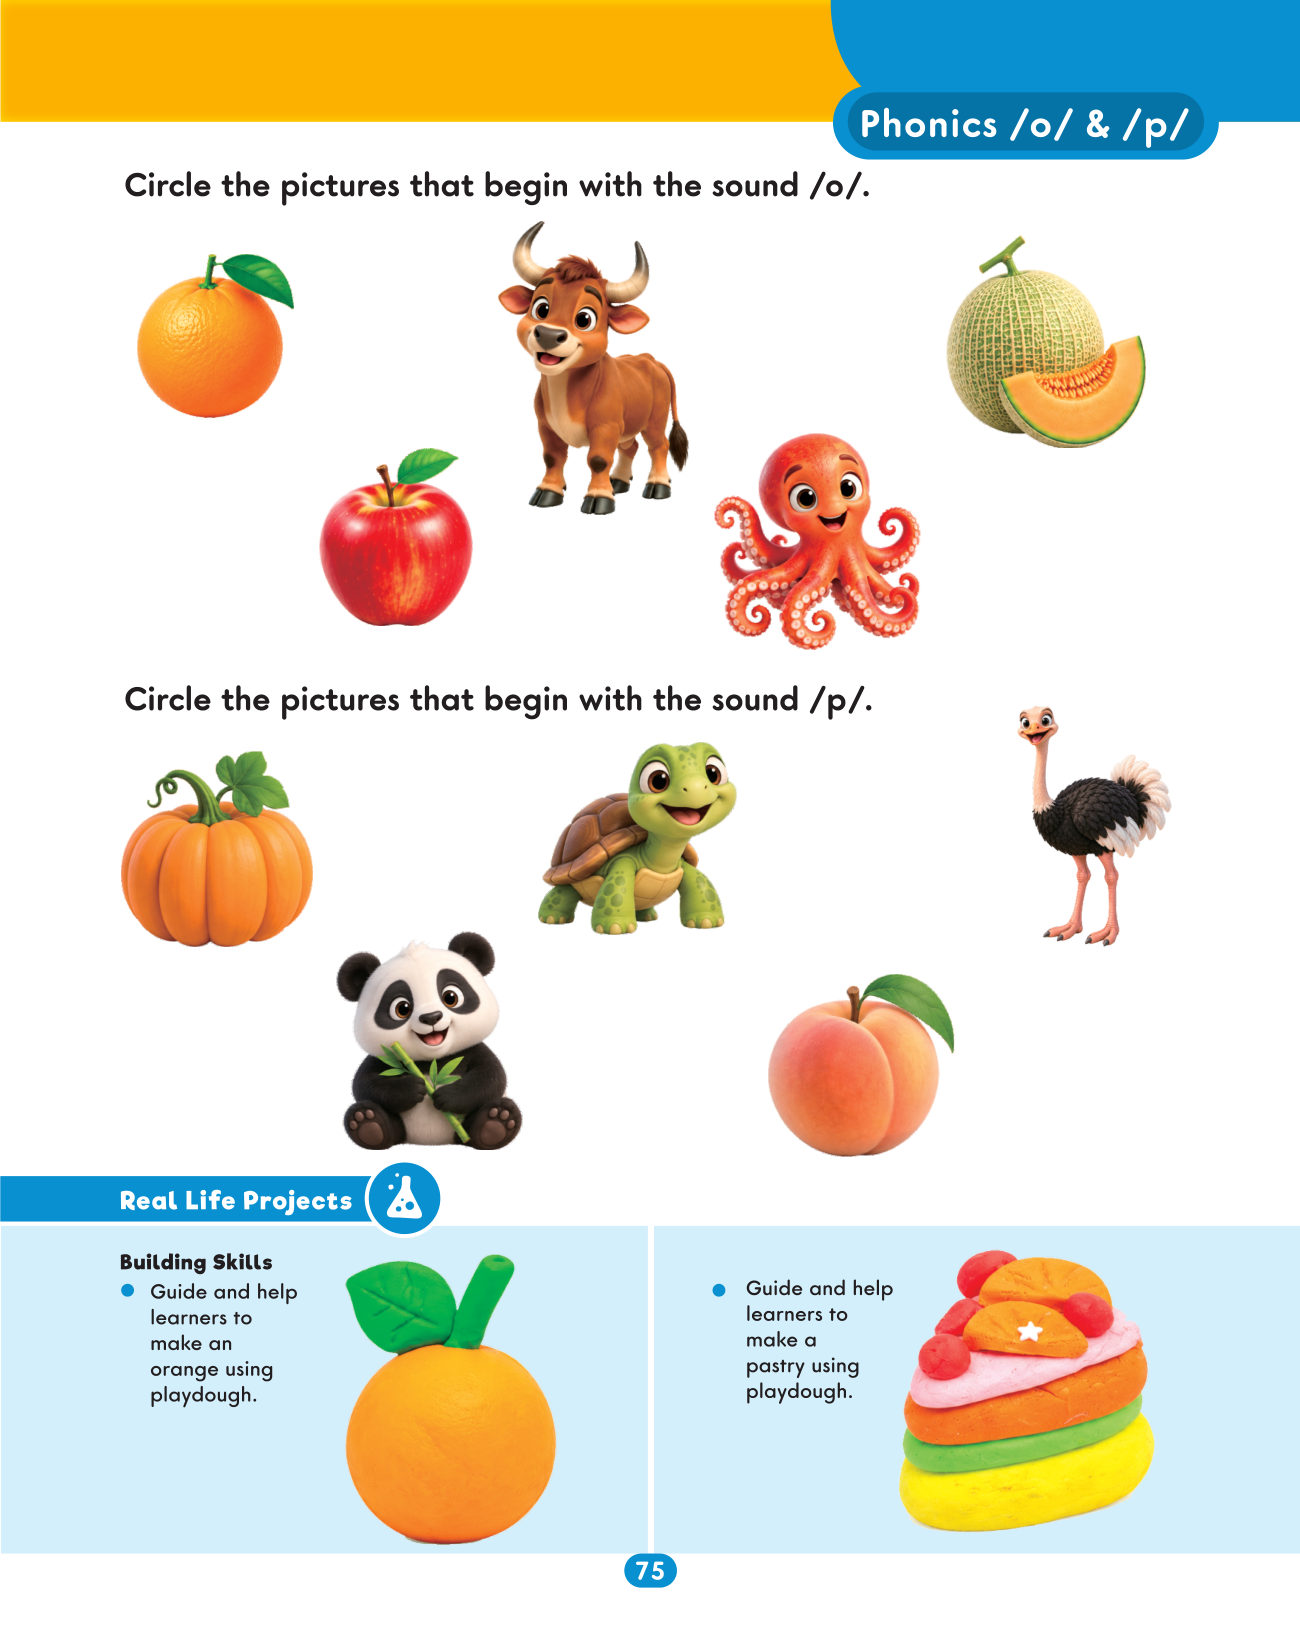 Phonics /o/ & /p/
Circle the pictures that begin with the sound /o/.
Circle the pictures that begin with the sound /p/.
Real Life Projects
Building Skills
Guide and help
learners to
make an
orange using
playdough.
Guide and help
learners to
make a
pastry using
playdough.
75